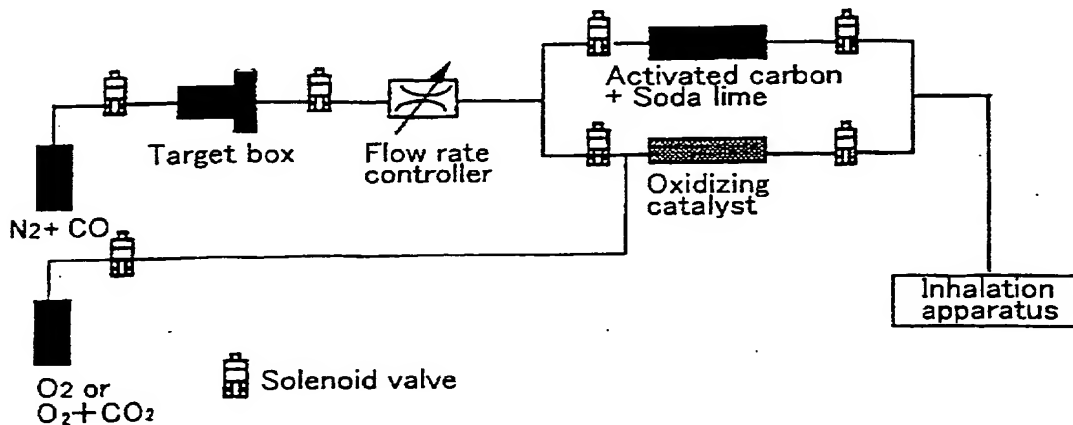 Activated carbon
+ Soda lime
Target box
Flow rate
controller
Oxidizing
catalyst
N2+ CO
Inhalation
apparatus
O2 or
O2+CO2
Solenoid valve